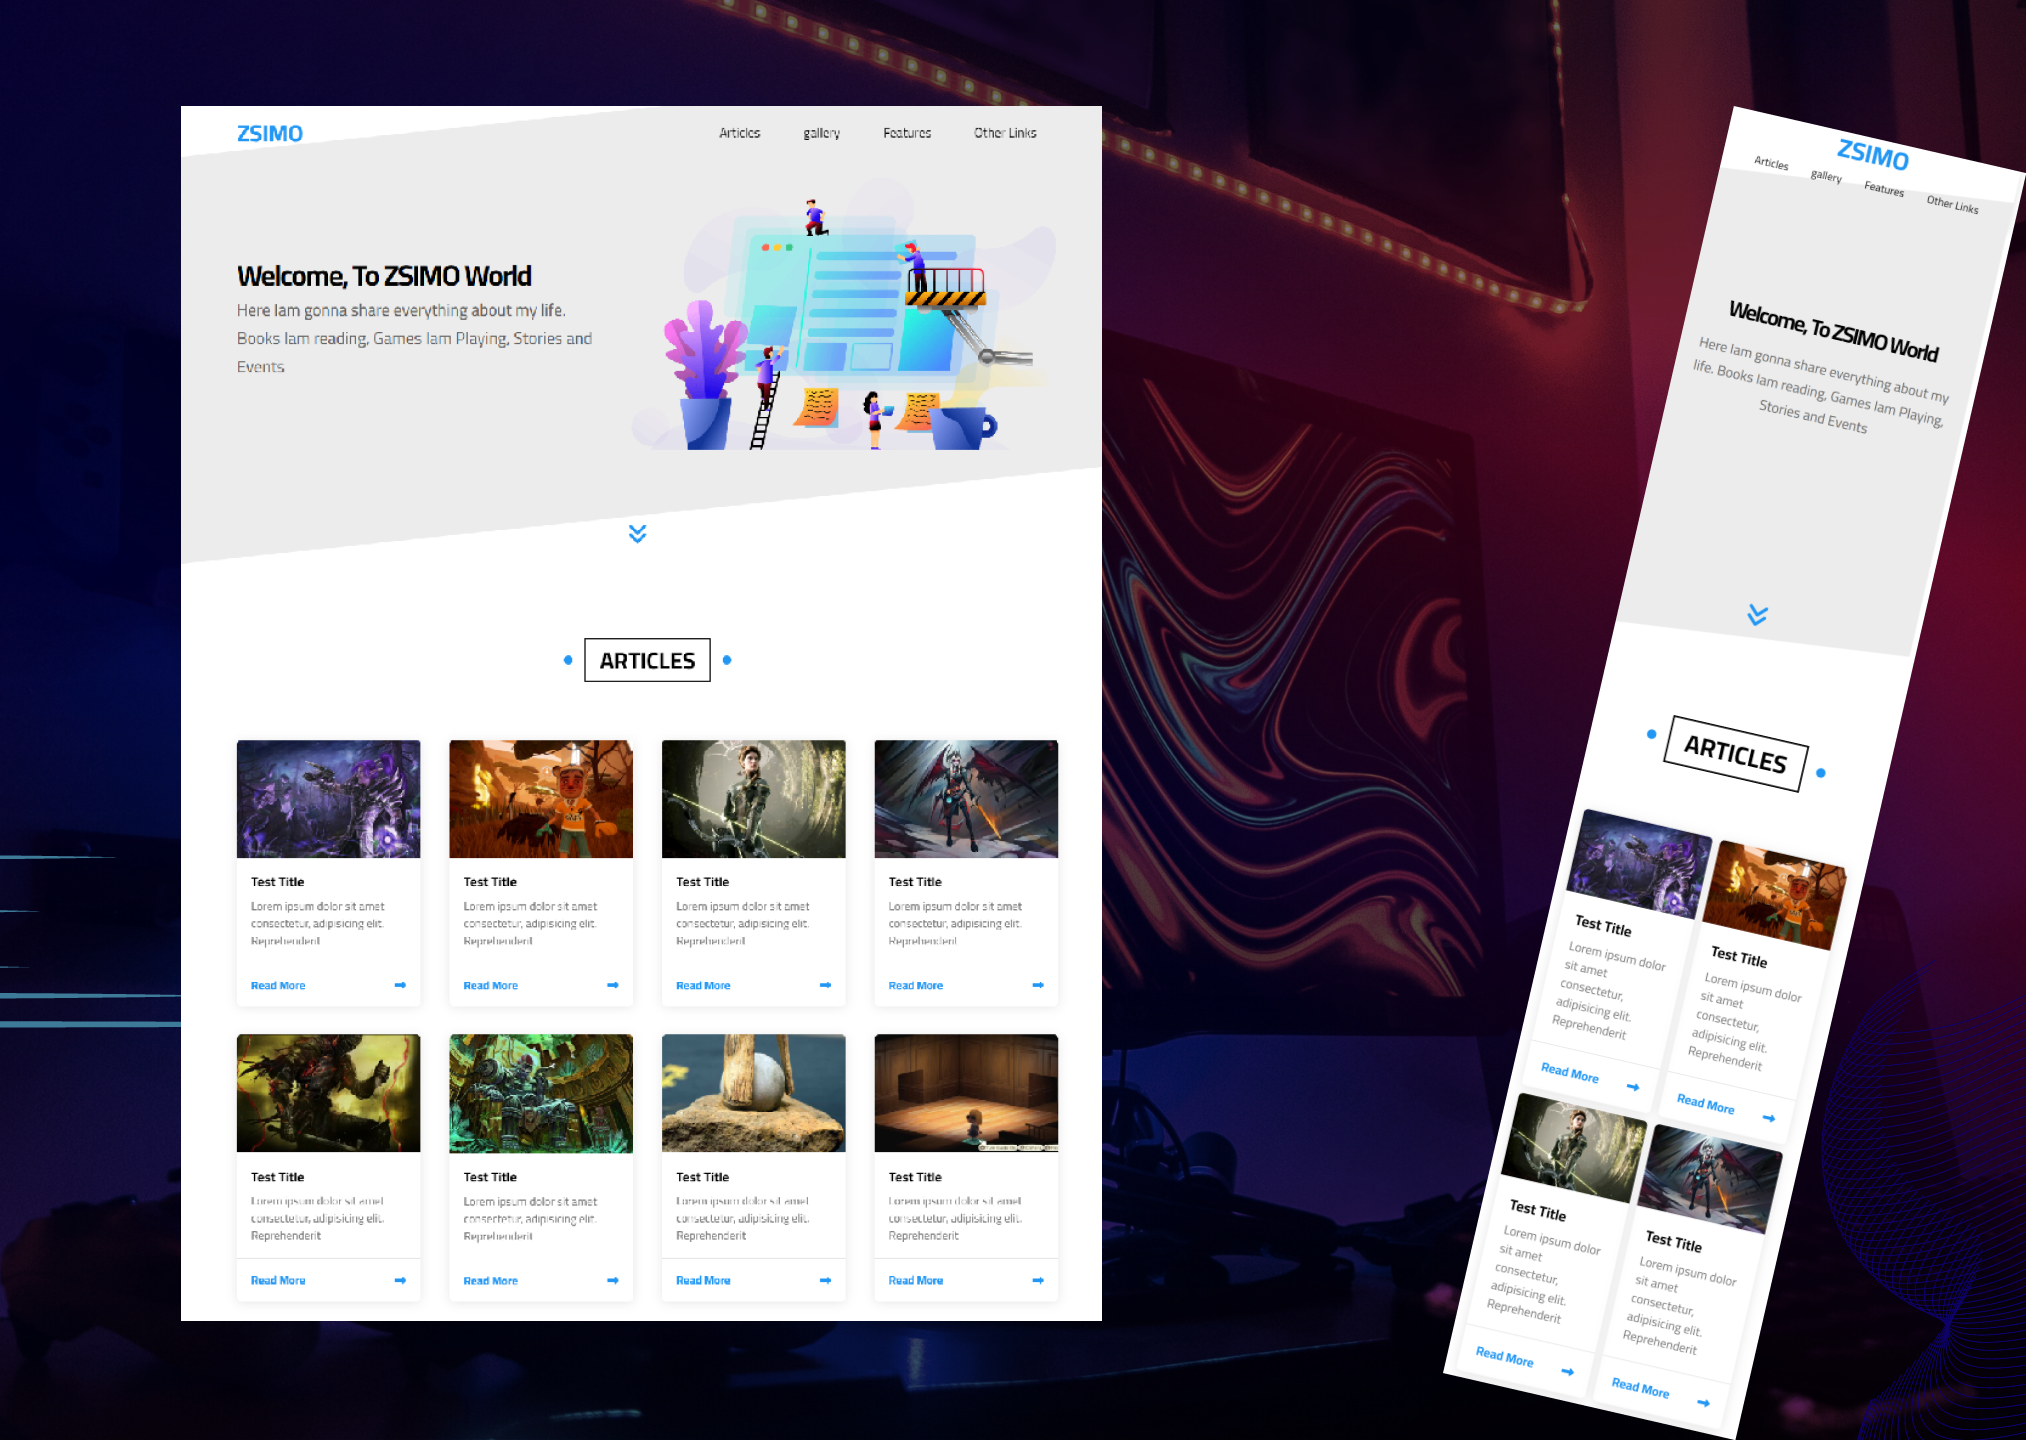 ZSIMO
Articles gallery Features Other Links
Welcome, To ZSIMO World
Here Iam gonna share everything about my life.
Books Iam reading, Games Iam Playing, Stories and
Events
ARTICLES
Test Title
Lorem ipsum dolor sit amet
consectetur, adipisicing elit.
Reprehenderit
Read More
Test Title
Lorem ipsum dolor sit amet
consectetur, adipisicing elit.
Reprehenderit
Read More
Test Title
Lorem ipsum dolor sit amet
consectetur, adipisicing elit.
Reprehenderit
Read More
Test Title
Lorem ipsum dolor sit amet
consectetur, adipisicing elit.
Reprehenderit
Read More
Test Title
Lorem ipsum dolor sit amet
consectetur, adipisicing elit.
Reprehenderit
Read More
Test Title
Lorem ipsum dolor sit amet
consectetur, adipisicing elit.
Reprehenderit
Read More
Test Title
Lorem ipsum dolor sit amet
consectetur, adipisicing elit.
Reprehenderit
Read More
Test Title
Lorem ipsum dolor sit amet
consectetur, adipisicing elit.
Reprehenderit
Read More
ZSIMO
Articles gallery Features Other Links
Welcome, To ZSIMO World
Here Iam gonna share everything about my
life. Books Iam reading, Games Iam Playing,
Stories and Events
ARTICLES
Test Title
Lorem ipsum dolor
sit amet
consectetur,
adipisicing elit.
Reprehenderit
Read More
Test Title
Lorem ipsum dolor
sit amet
consectetur,
adipisicing elit.
Reprehenderit
Read More
Test Title
Lorem ipsum dolor
sit amet
consectetur,
adipisicing elit.
Reprehenderit
Read More
Test Title
Lorem ipsum dolor
sit amet
consectetur,
adipisicing elit.
Reprehenderit
Read More